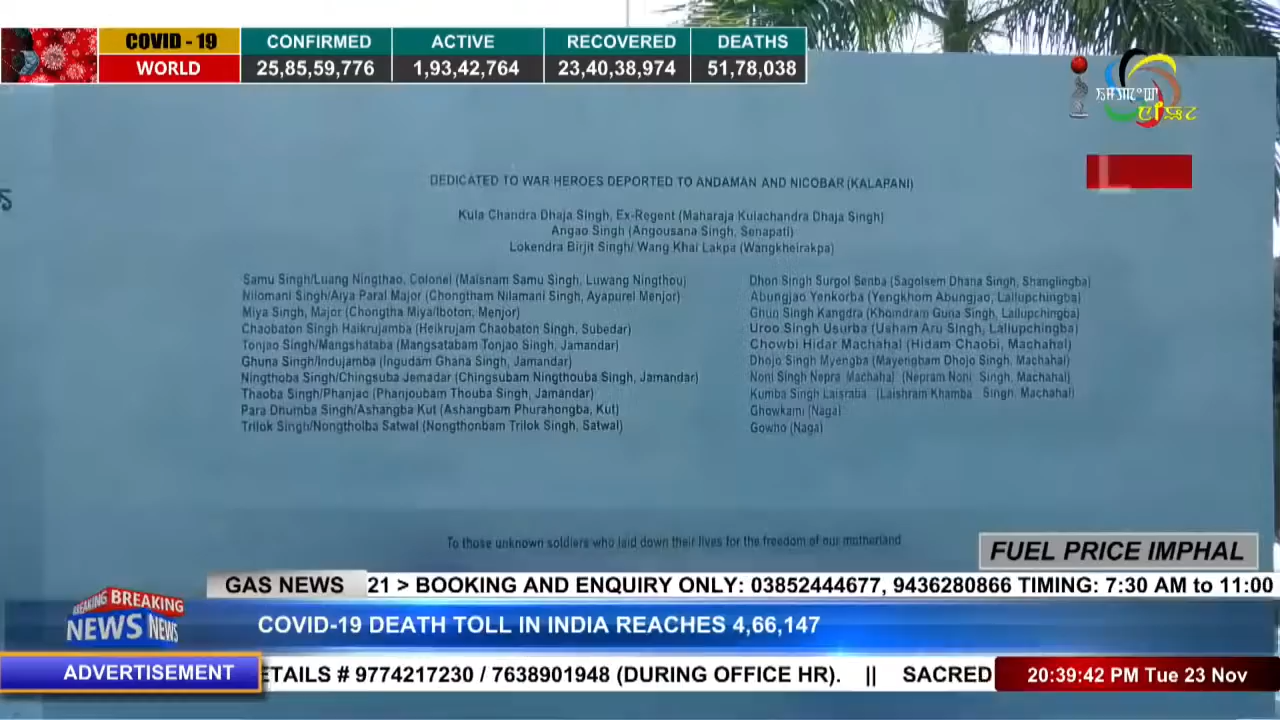 COVID - 19
WORLD
CONFIRMED
25,85,59,776
ACTIVE
1,93,42,764
RECOVERED
23,40,38,974
DEATHS
51,78,038
DEDICATED TO WAR HEROES DEPORTED TO ANDAMAN AND NICOBAR (KALAPANI)
Kula Chandra Dhaja Singh, Ex-Regent (Maharaja Kulachandra Dhaja Singh)
Angao Singh (Angousana Singh, Senapati)
Lokendra Birjit Singh/ Wang Khai Lakpa (Wangkheirakpa)
Samu Singh/Luang Ningthao, Colonel (Maisnam Samu Singh, Luwang Ningthou)
Nilomani Singh/Arya Paral Major (Chongtham Nilamani Singh, Ayapurel Menjor)
Miya Singh, Major (Chongtha Miya/Iboton, Menjor)
Chaobaton Singh Haikrujamba (Heikrujam Chaobaton Singh, Subedar)
Tonjao Singh/Mangshataba (Mangsatabam Tonjao Singh, Jamandar)
Ghuna Singh/Indujamba (Ingudam Ghana Singh, Jamandar)
Ningthoba Singh/Chingsuba Jemadar (Chingsubam Ningthouba Singh, Jamandar)
Thaoba Singh/Phanjao (Phanjoubam Thouba Singh, Jamandar)
Para Dhumba Singh/Ashangba Kut (Ashangbam Phurahongba, Kut)
Trilok Singh/Nongtholba Satwal (Nongthonbam Trilok Singh, Satwal)
Dhon Singh Surgol Senba (Sagolsem Dhana Singh, Shanglingba)
Abungjao Yenkorba (Yengkhom Abungjao, Lallupchingba)
Ghun Singh Kangdra (Khomdram Guna Singh, Lallupchingba)
Uroo Singh Usurba (Usham Aru Singh, Lallupchingba)
Chowbi Hidar Machahal (Hidam Chaobi, Machahal)
Dhojo Singh Myengba (Mayengbam Dhojo Singh, Machahal)
Noni Singh Nepra Machahal (Nepram Noni Singh, Machahal)
Kumba Singh Laisraba (Laishram Khamba Singh, Machahal)
Ghowkami (Naga)
Gowho (Naga)
To those unknown soldiers who laid down their lives for the freedom of our motherland
FUEL PRICE IMPHAL
GAS NEWS
21 > BOOKING AND ENQUIRY ONLY: 03852444677, 9436280866 TIMING: 7:30 AM to 11:00
BREAKING BREAKING
NEWS NEWS
COVID-19 DEATH TOLL IN INDIA REACHES 4,66,147
ADVERTISEMENT
ETAILS # 9774217230 / 7638901948 (DURING OFFICE HR). || SACRED
20:39:42 PM Tue 23 Nov